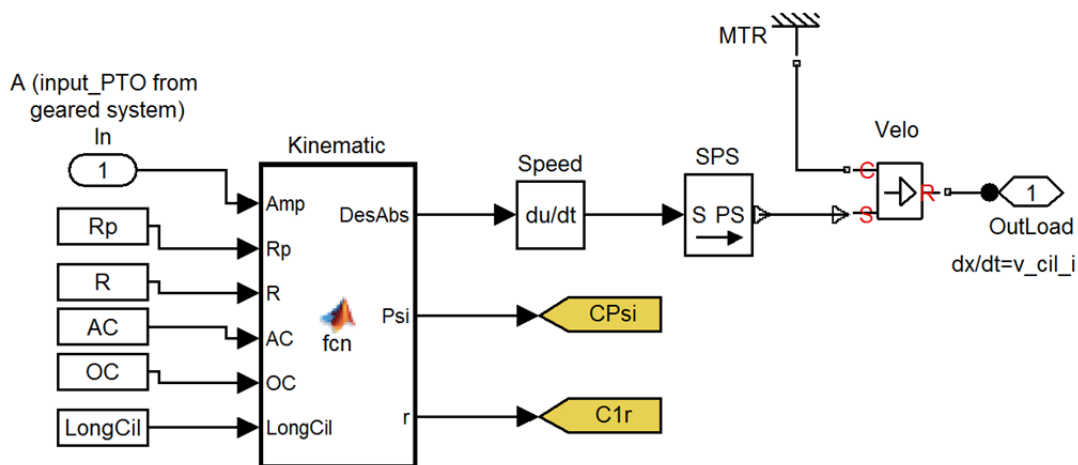 A (input_PTO from
geared system)
In
1
Rp
R
AC
OC
LongCil
Kinematic
Amp
Rp
R
AC
OC
LongCil
fcn
DesAbs
Psi
r
Speed
du/dt
CPsi
C1r
SPS
S PS
MTR
Velo
C
S
R
1
OutLoad
dx/dt=v_cil_i